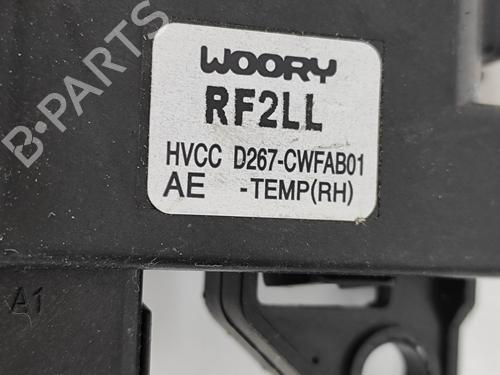 B-PARTS
WOORY
RF2LL
HVCC D267-CWFAB01
AE -TEMP(RH)
A1